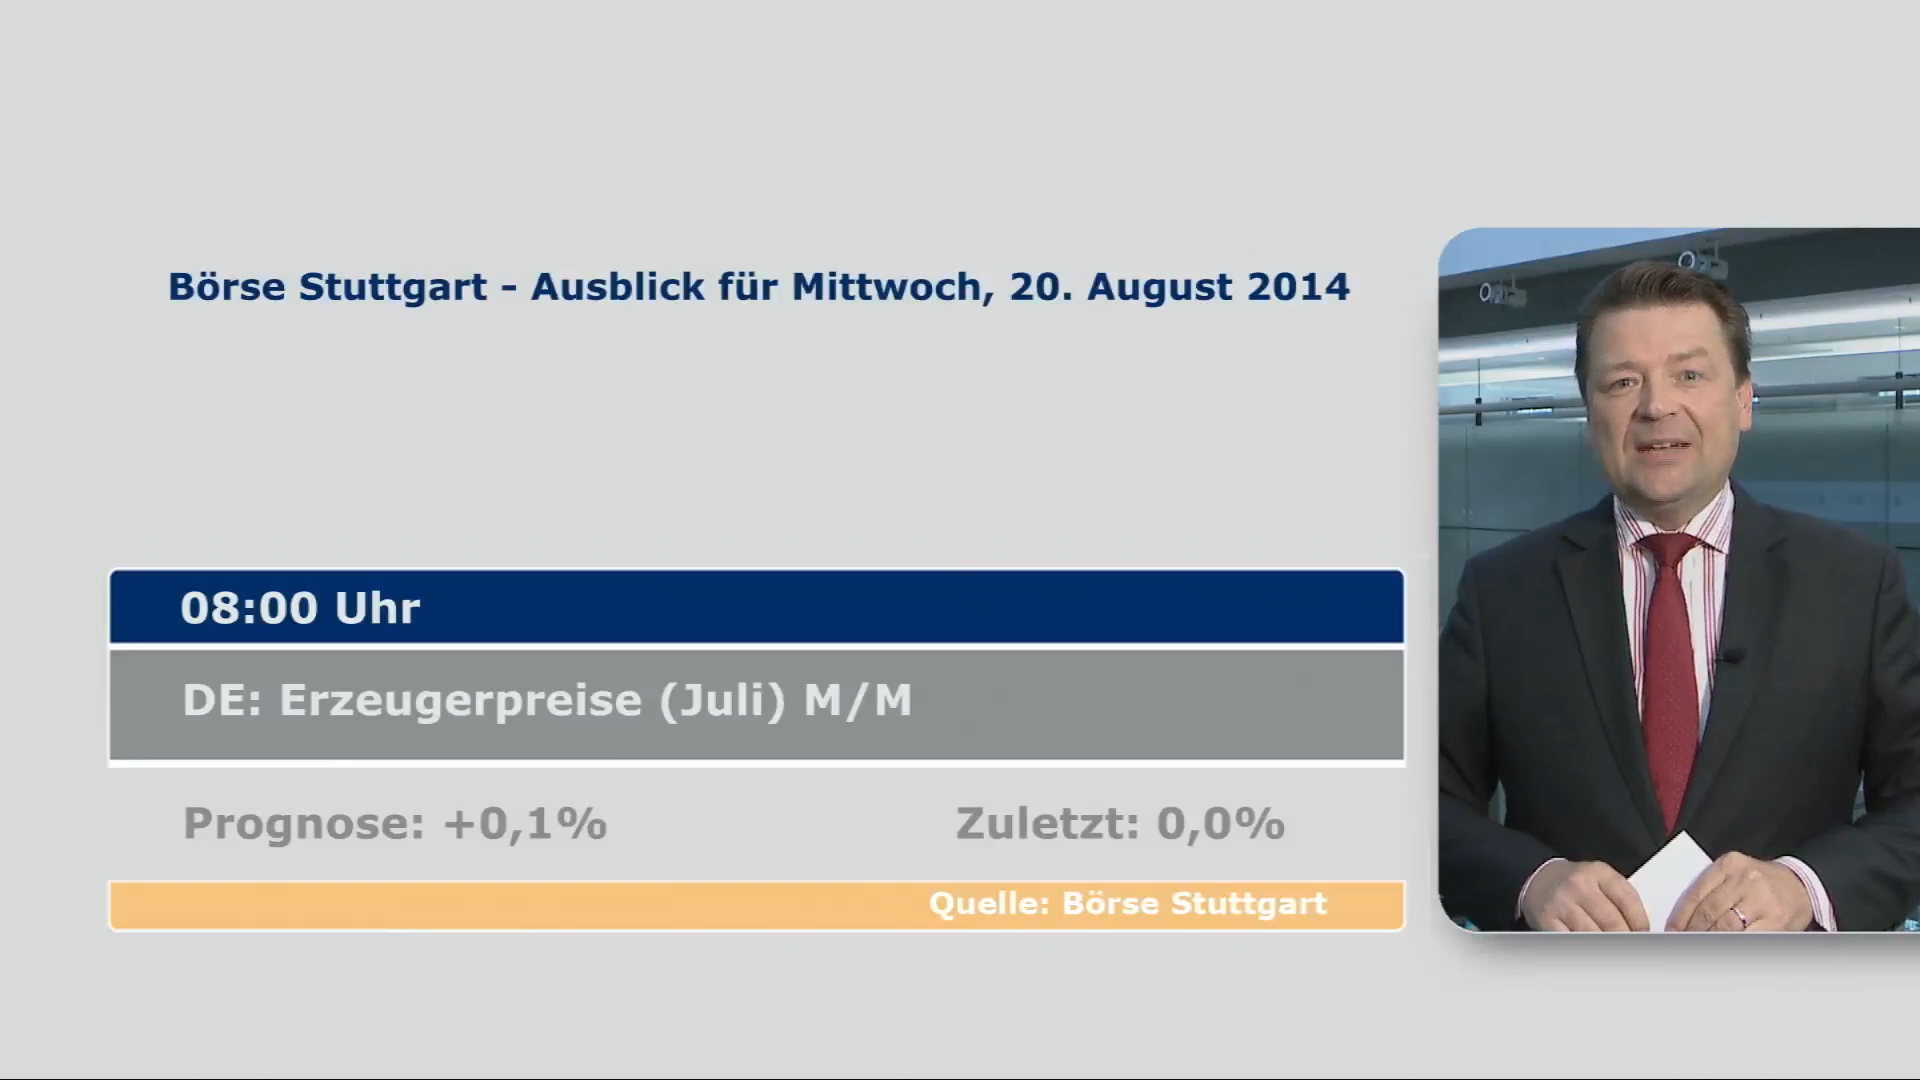 Börse Stuttgart - Ausblick für Mittwoch, 20. August 2014
08:00 Uhr
DE: Erzeugerpreise (Juli) M/M
Prognose: +0,1% Zuletzt: 0,0%
Quelle: Börse Stuttgart